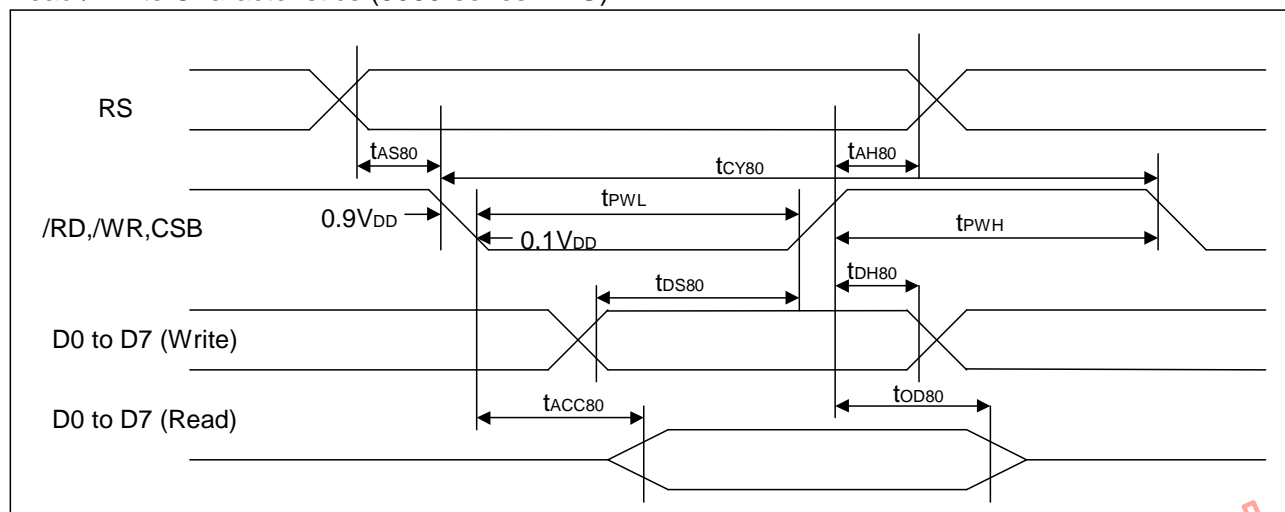 RS
tAS80
tAH80
tCY80
/RD,/WR,CSB
0.9VDD
tPWL
0.1VDD
tPWH
tDS80
tDH80
D0 to D7 (Write)
tACC80
tOD80
D0 to D7 (Read)